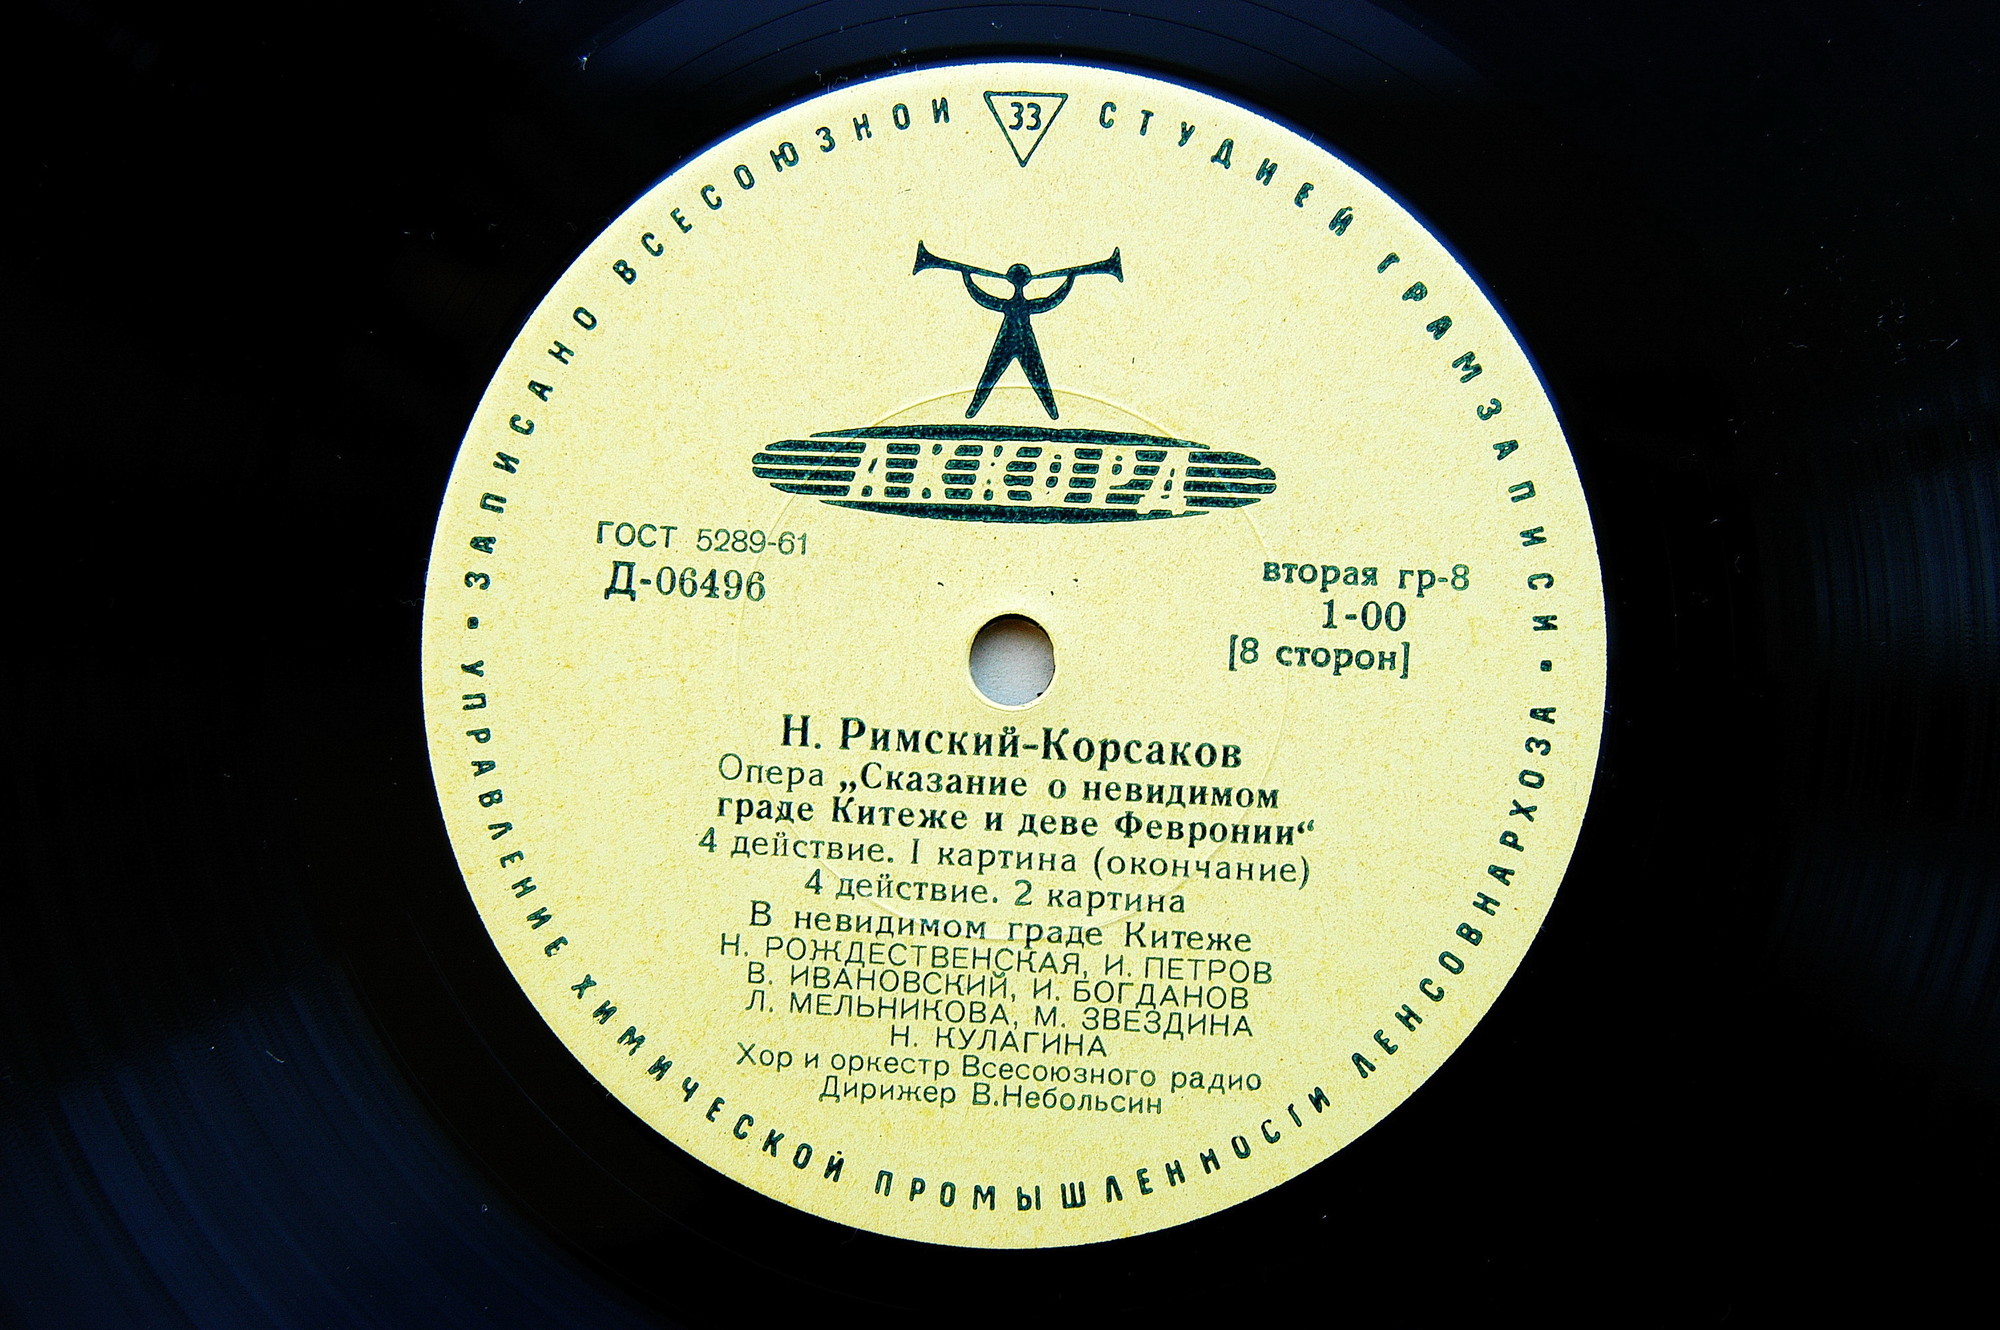 ЗАПИСАНО ВСЕСОЮЗНОЙ 33 СТУДИЕЙ ГРАМЗАПИСИ
АККОРД
ГОСТ 5289-61
Д-06496
вторая гр-8
1-00
[8 сторон]
Н. Римский-Корсаков
Опера „Сказание о невидимом
граде Китеже и деве Февронии“
4 действие. I картина (окончание)
4 действие. 2 картина
В невидимом граде Китеже
Н. РОЖДЕСТВЕНСКАЯ, И. ПЕТРОВ
В. ИВАНОВСКИЙ, И. БОГДАНОВ
Л. МЕЛЬНИКОВА, М. ЗВЕЗДИНА
Н. КУЛАГИНА
Хор и оркестр Всесоюзного радио
Дирижер В.Небольсин
• УПРАВЛЕНИЕ ХИМИЧЕСКОЙ ПРОМЫШЛЕННОСТИ ЛЕНСОВНАРХОЗА •